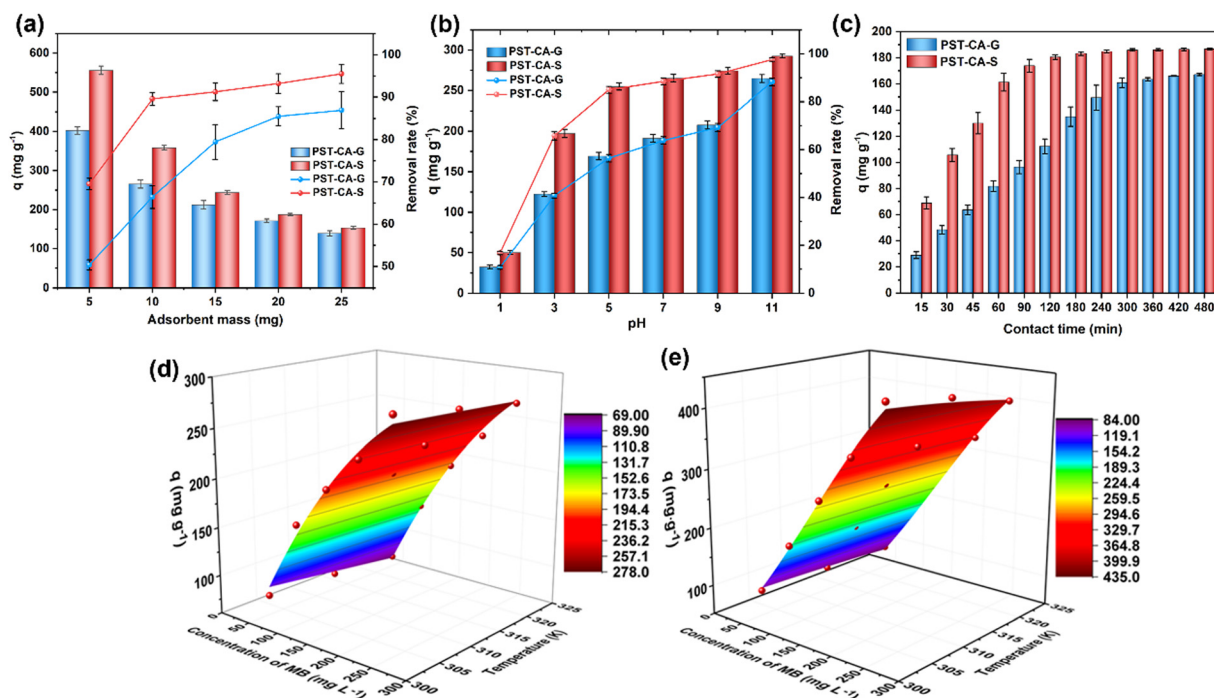 (a)
600
500
400
300
200
100
0
q (mg g⁻¹)
5 10 15 20 25
Adsorbent mass (mg)
100
90
80
70
60
50
Removal rate (%)
PST-CA-G
PST-CA-S
PST-CA-G
PST-CA-S
(b)
300
250
200
150
125
100
50
0
q (mg g⁻¹)
1 3 5 7 9 11
pH
100
80
60
40
20
0
Removal rate (%)
PST-CA-G
PST-CA-S
PST-CA-G
PST-CA-S
(c)
200
180
160
140
120
100
80
60
40
20
0
q (mg g⁻¹)
PST-CA-G
PST-CA-S
15 30 45 60 90 120 180 240 300 360 420 480
Contact time (min)
(d)
300
250
200
150
100
q (mg g⁻¹)
0 50 100 150 200 250 300
Concentration of MB (mg L⁻¹)
300 305 310 315 320 325
Temperature (K)
69.00
89.90
110.8
131.7
152.6
173.5
194.4
215.3
236.2
257.1
278.0
(e)
400
300
200
100
q (mg·g⁻¹)
0 50 100 150 200 250 300
Concentration of MB (mg L⁻¹)
300 305 310 315 320 325
Temperature (K)
84.00
119.1
154.2
189.3
224.4
259.5
294.6
329.7
364.8
399.9
435.0